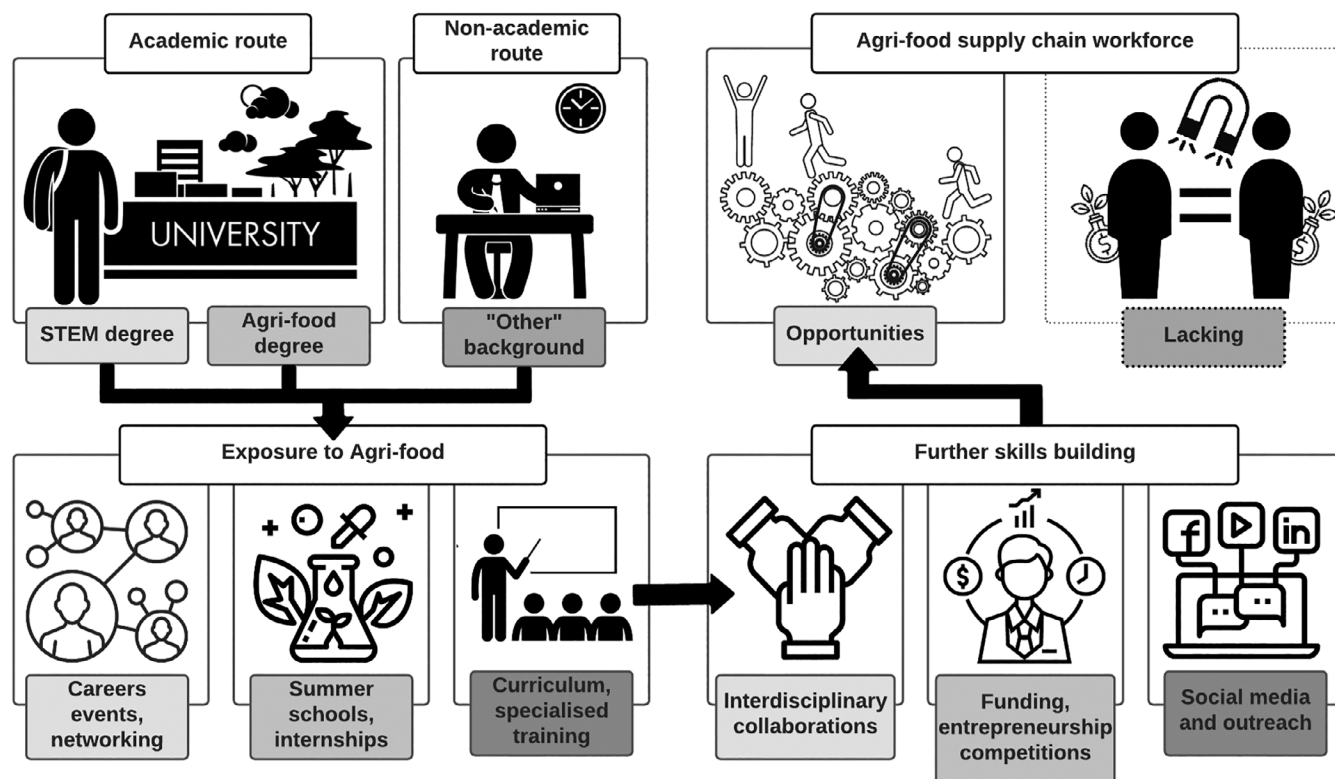 Academic route
Non-academic
route
Agri-food supply chain workforce
UNIVERSITY
STEM degree
Agri-food
degree
"Other"
background
Opportunities
Lacking
Exposure to Agri-food
Further skills building
Careers
events,
networking
Summer
schools,
internships
Curriculum,
specialised
training
Interdisciplinary
collaborations
Funding,
entrepreneurship
competitions
Social media
and outreach
$
$
$
f
in